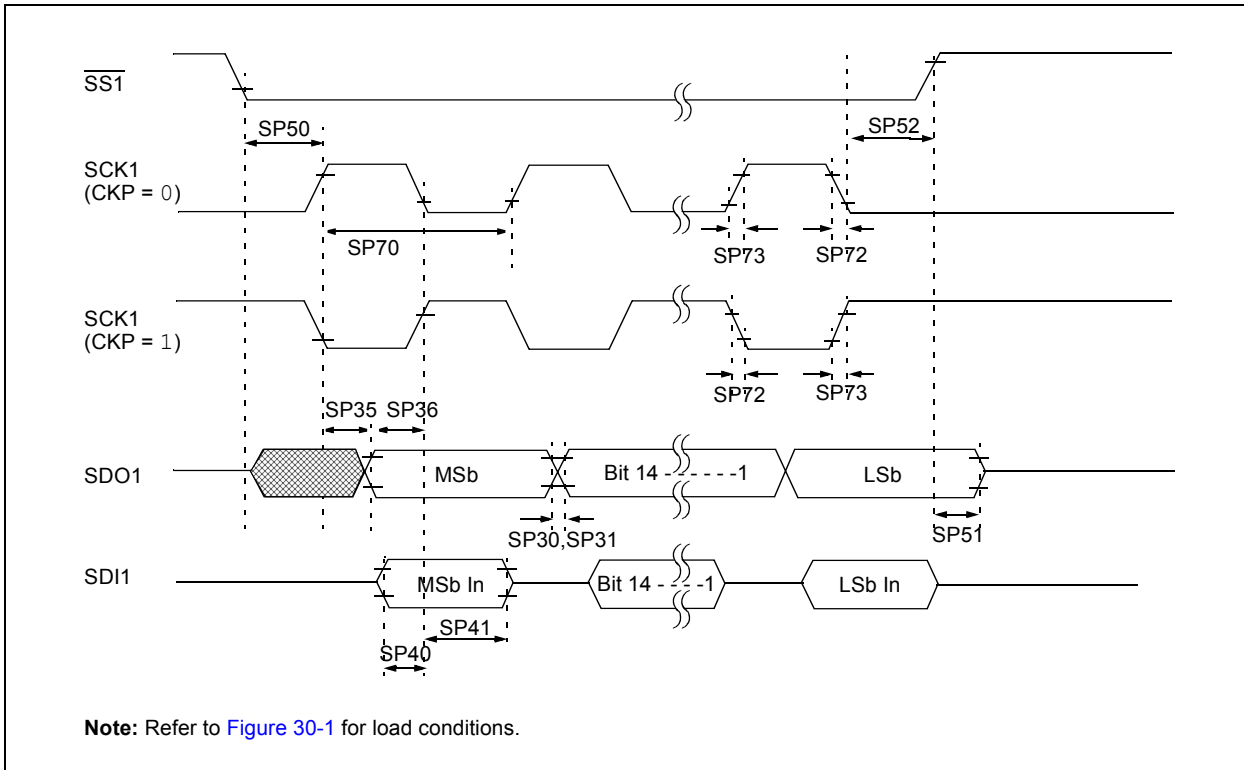 SS1
SP50
SP52
SCK1
(CKP = 0)
SP70
SP73
SP72
SCK1
(CKP = 1)
SP72
SP73
SP35
SP36
SDO1
MSb
Bit 14 - - - - - -1
LSb
SP30,SP31
SP51
SDI1
MSb In
Bit 14 - - - - -1
LSb In
SP41
SP40
Note: Refer to Figure 30-1 for load conditions.